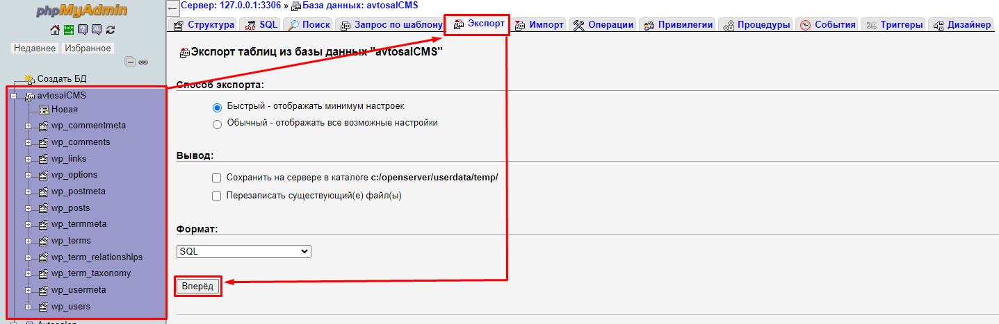 phpMyAdmin
Недавнее Избранное
Создать БД
avtosalCMS
Новая
wp_commentmeta
wp_comments
wp_links
wp_options
wp_postmeta
wp_posts
wp_termmeta
wp_terms
wp_term_relationships
wp_term_taxonomy
wp_usermeta
wp_users
Сервер: 127.0.0.1:3306 » База данных: avtosalCMS
Структура SQL Поиск Запрос по шаблону Экспорт Импорт Операции Привилегии Процедуры События Триггеры Дизайнер
Экспорт таблиц из базы данных "avtosalCMS"
Способ экспорта:
Быстрый - отображать минимум настроек
Обычный - отображать все возможные настройки
Вывод:
Сохранить на сервере в каталоге c:/openserver/userdata/temp/
Перезаписать существующий(е) файл(ы)
Формат:
SQL
Вперёд